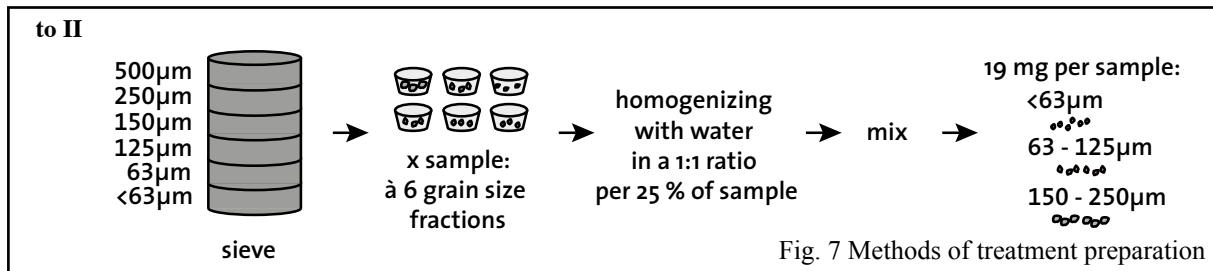 to II
500µm
250µm
150µm
125µm
63µm
<63µm
sieve
x sample:
à 6 grain size
fractions
homogenizing
with water
in a 1:1 ratio
per 25 % of sample
mix
19 mg per sample:
<63µm
63 - 125µm
150 - 250µm
Fig. 7 Methods of treatment preparation